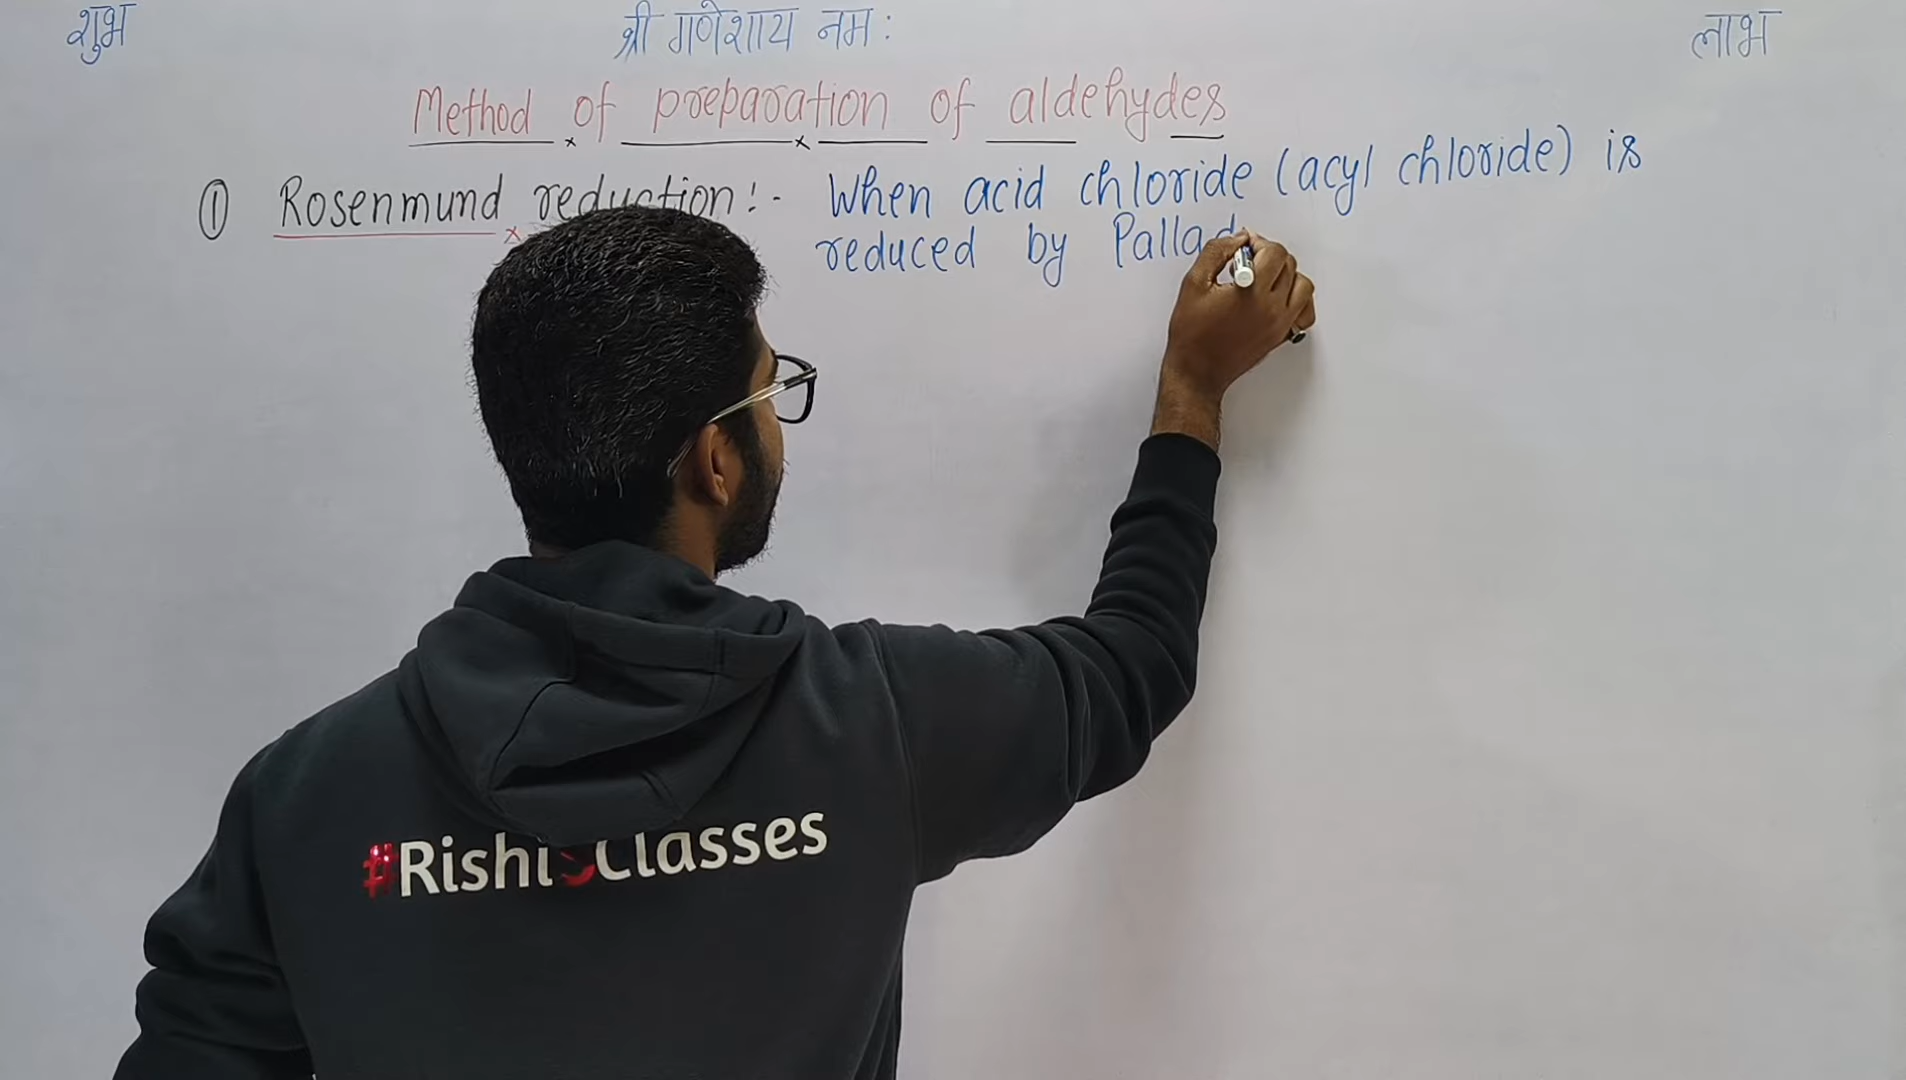 शुभ श्री गणेशाय नम: लाभ
Method of preparation of aldehydes
① Rosenmund reduction:- When acid chloride (acyl chloride) is
reduced by Pallad
#Rishi Classes